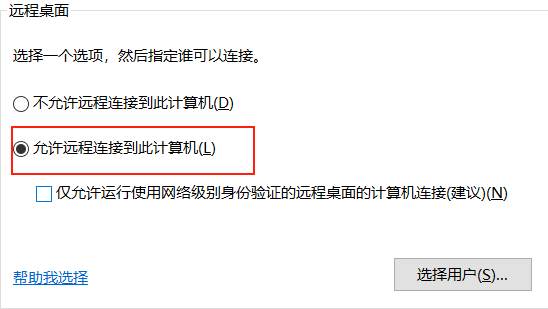 远程桌面
选择一个选项，然后指定谁可以连接。
不允许远程连接到此计算机(D)
允许远程连接到此计算机(L)
仅允许运行使用网络级别身份验证的远程桌面的计算机连接(建议)(N)
帮助我选择
选择用户(S)...